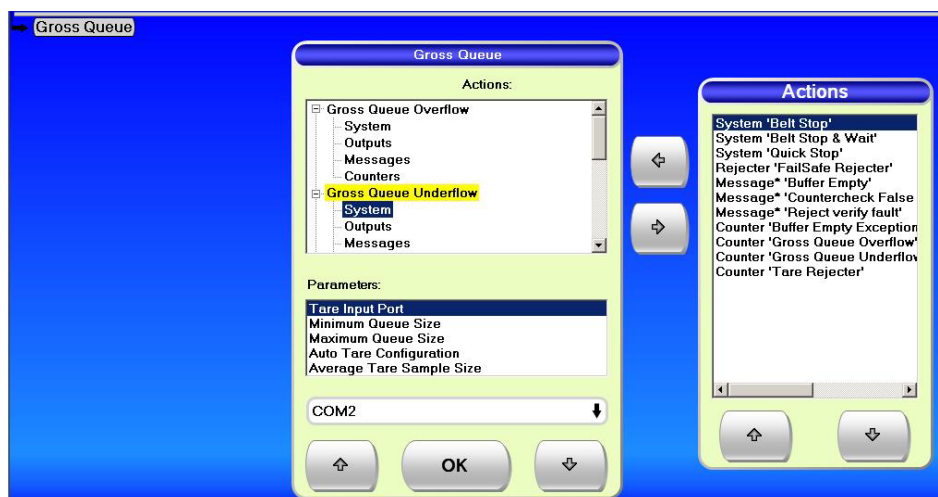 Gross Queue
Gross Queue
Actions:
Gross Queue Overflow
System
Outputs
Messages
Counters
Gross Queue Underflow
System
Outputs
Messages
Parameters:
Tare Input Port
Minimum Queue Size
Maximum Queue Size
Auto Tare Configuration
Average Tare Sample Size
COM2
OK
Actions
System 'Belt Stop'
System 'Belt Stop & Wait'
System 'Quick Stop'
Rejecter 'FailSafe Rejecter'
Message* 'Buffer Empty'
Message* 'Countercheck False
Message* 'Reject verify fault'
Counter 'Buffer Empty Exception
Counter 'Gross Queue Overflow'
Counter 'Gross Queue Underflov
Counter 'Tare Rejecter'